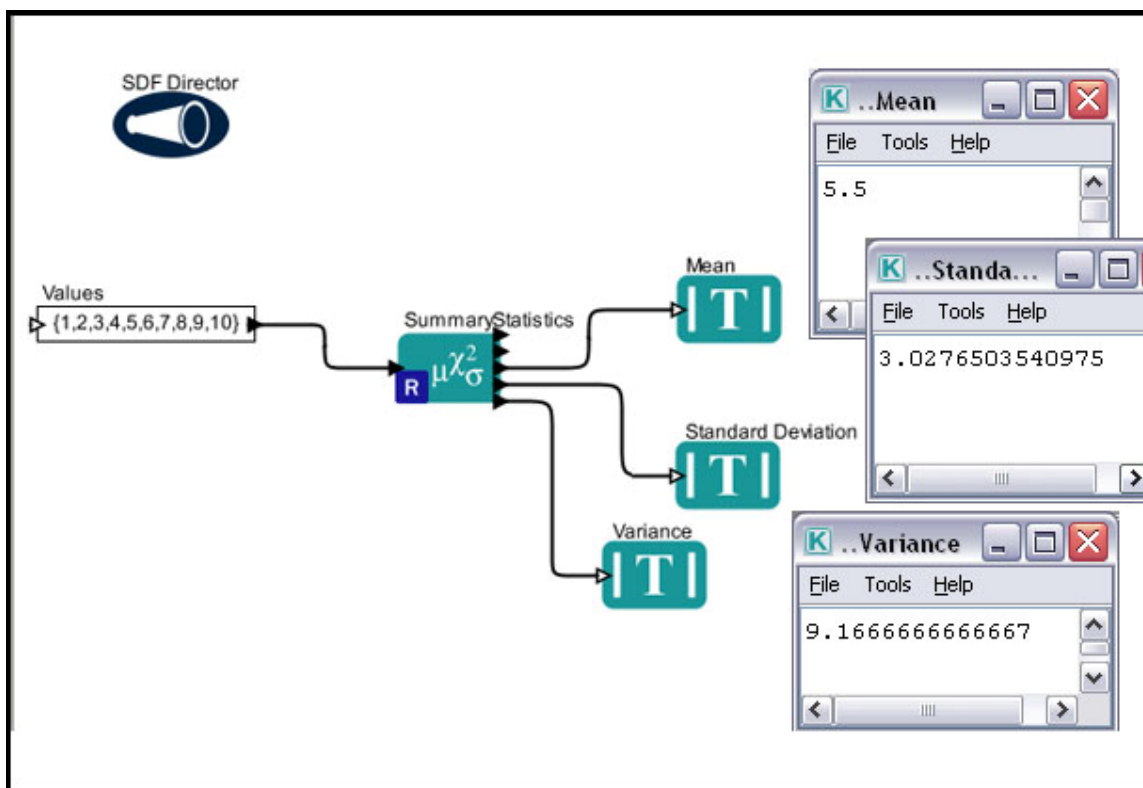 SDF Director
K ..Mean
File Tools Help
5.5
K ..Standa...
File Tools Help
3.0276503540975
Values
{1,2,3,4,5,6,7,8,9,10}
SummaryStatistics
μχ²σ
R
Mean
T
Standard Deviation
T
Variance
T
K ..Variance
File Tools Help
9.1666666666667